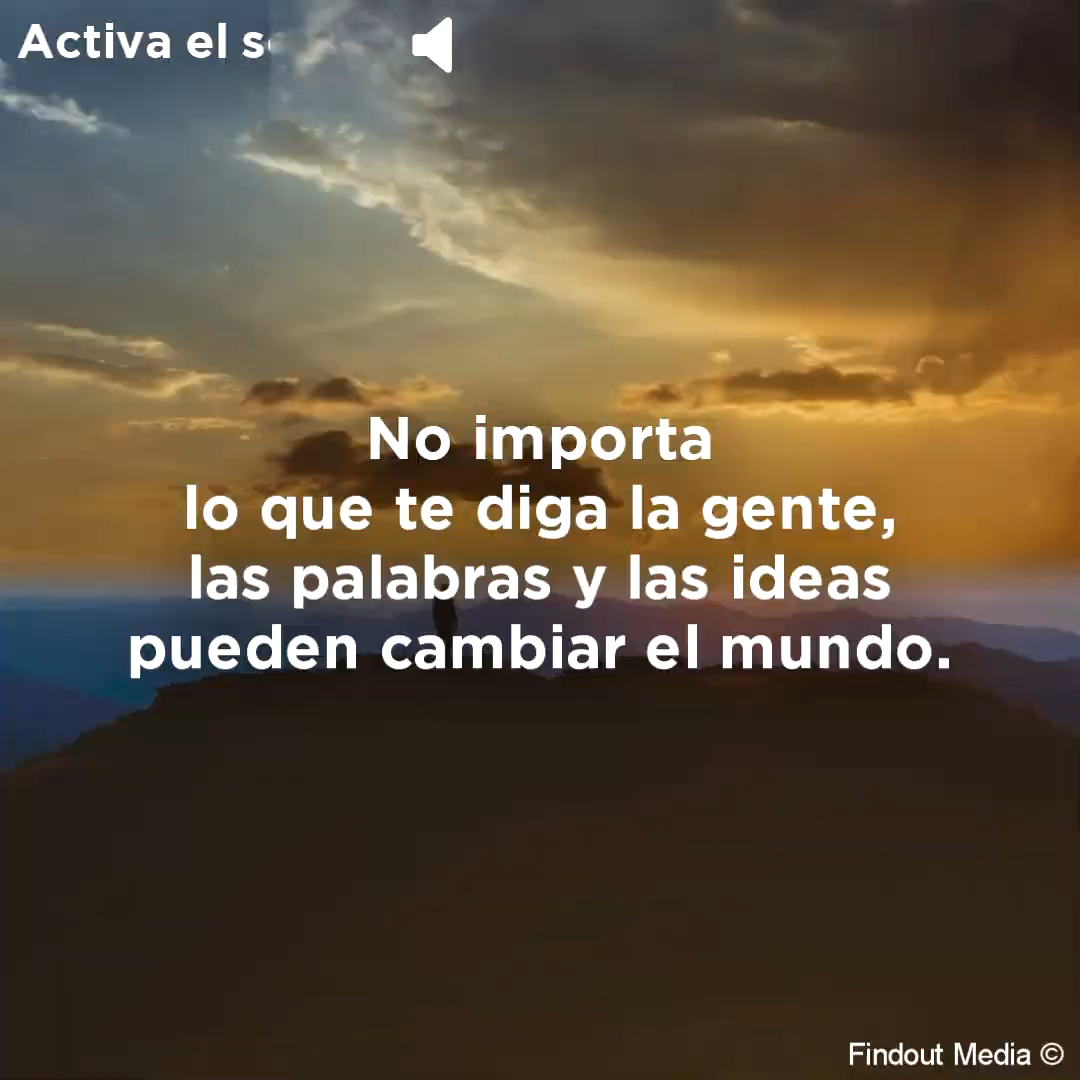 Activa el
No importa
lo que te diga la gente,
las palabras y las ideas
pueden cambiar el mundo.
Findout Media ©